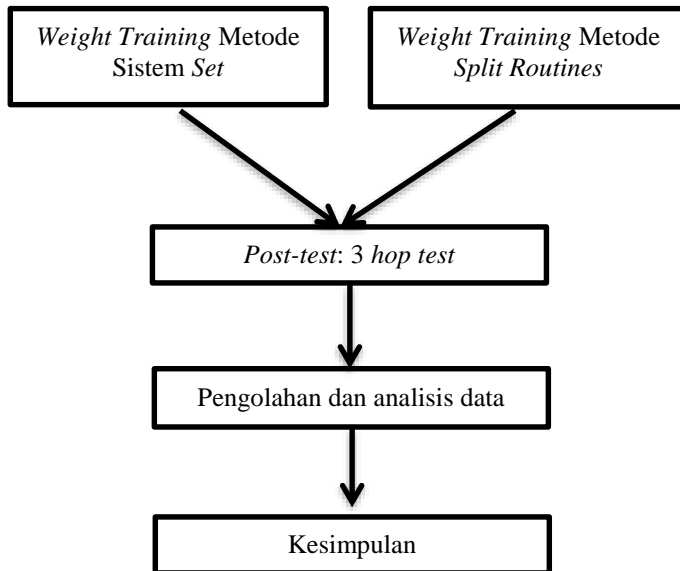 Weight Training Metode
Sistem Set
Weight Training Metode
Split Routines
Post-test: 3 hop test
Pengolahan dan analisis data
Kesimpulan